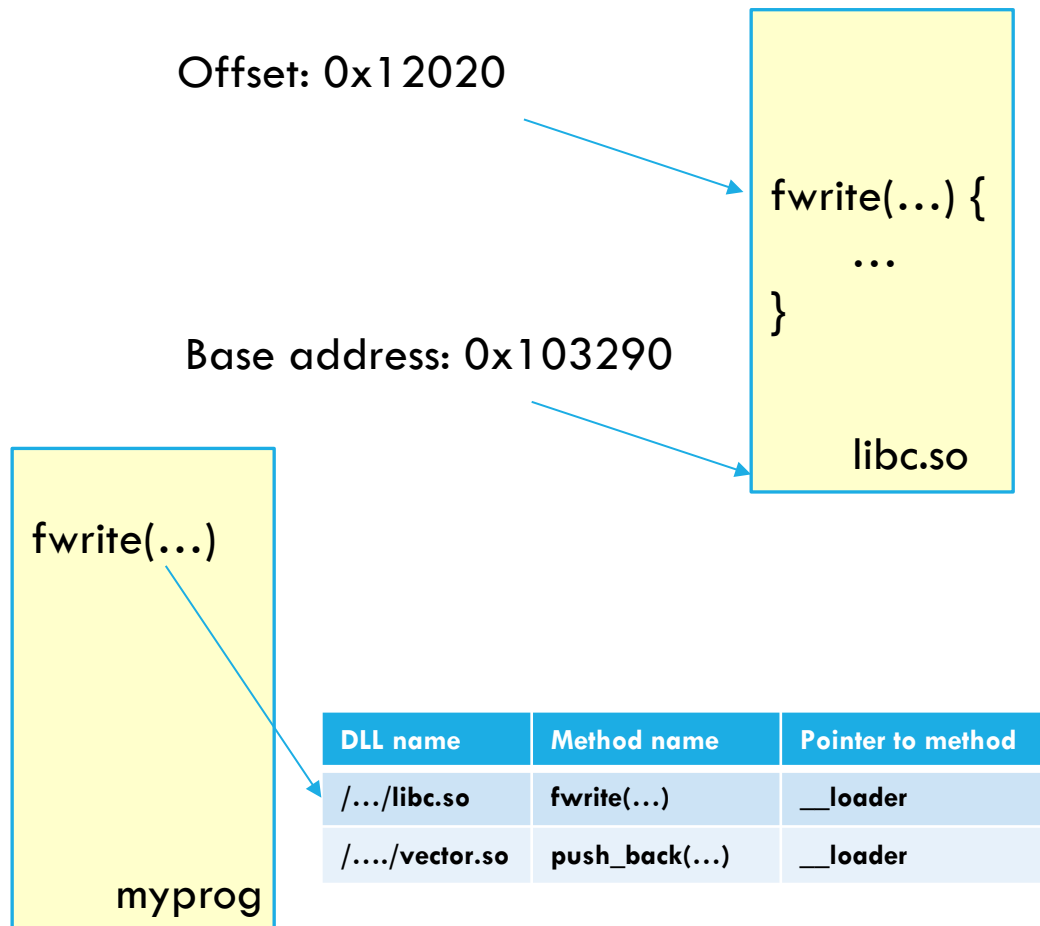 Offset: 0x12020
fwrite(...) {
...
}
Base address: 0x103290
libc.so
fwrite(...)
DLL name Method name Pointer to method
/.../libc.so fwrite(...) __loader
/..../vector.so push_back(...) __loader
myprog